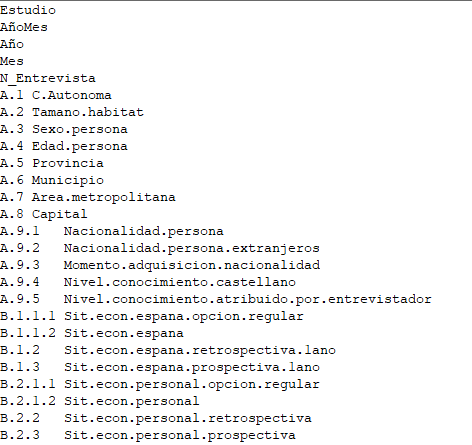 Estudio
AñoMes
Año
Mes
N_Entrevista
A.1 C.Autonoma
A.2 Tamano.habitat
A.3 Sexo.persona
A.4 Edad.persona
A.5 Provincia
A.6 Municipio
A.7 Area.metropolitana
A.8 Capital
A.9.1   Nacionalidad.persona
A.9.2   Nacionalidad.persona.extranjeros
A.9.3   Momento.adquisicion.nacionalidad
A.9.4   Nivel.conocimiento.castellano
A.9.5   Nivel.conocimiento.atribuido.por.entrevistador
B.1.1.1 Sit.econ.espana.opcion.regular
B.1.1.2 Sit.econ.espana
B.1.2   Sit.econ.espana.retrospectiva.lano
B.1.3   Sit.econ.espana.prospectiva.lano
B.2.1.1 Sit.econ.personal.opcion.regular
B.2.1.2 Sit.econ.personal
B.2.2   Sit.econ.personal.retrospectiva
B.2.3   Sit.econ.personal.prospectiva